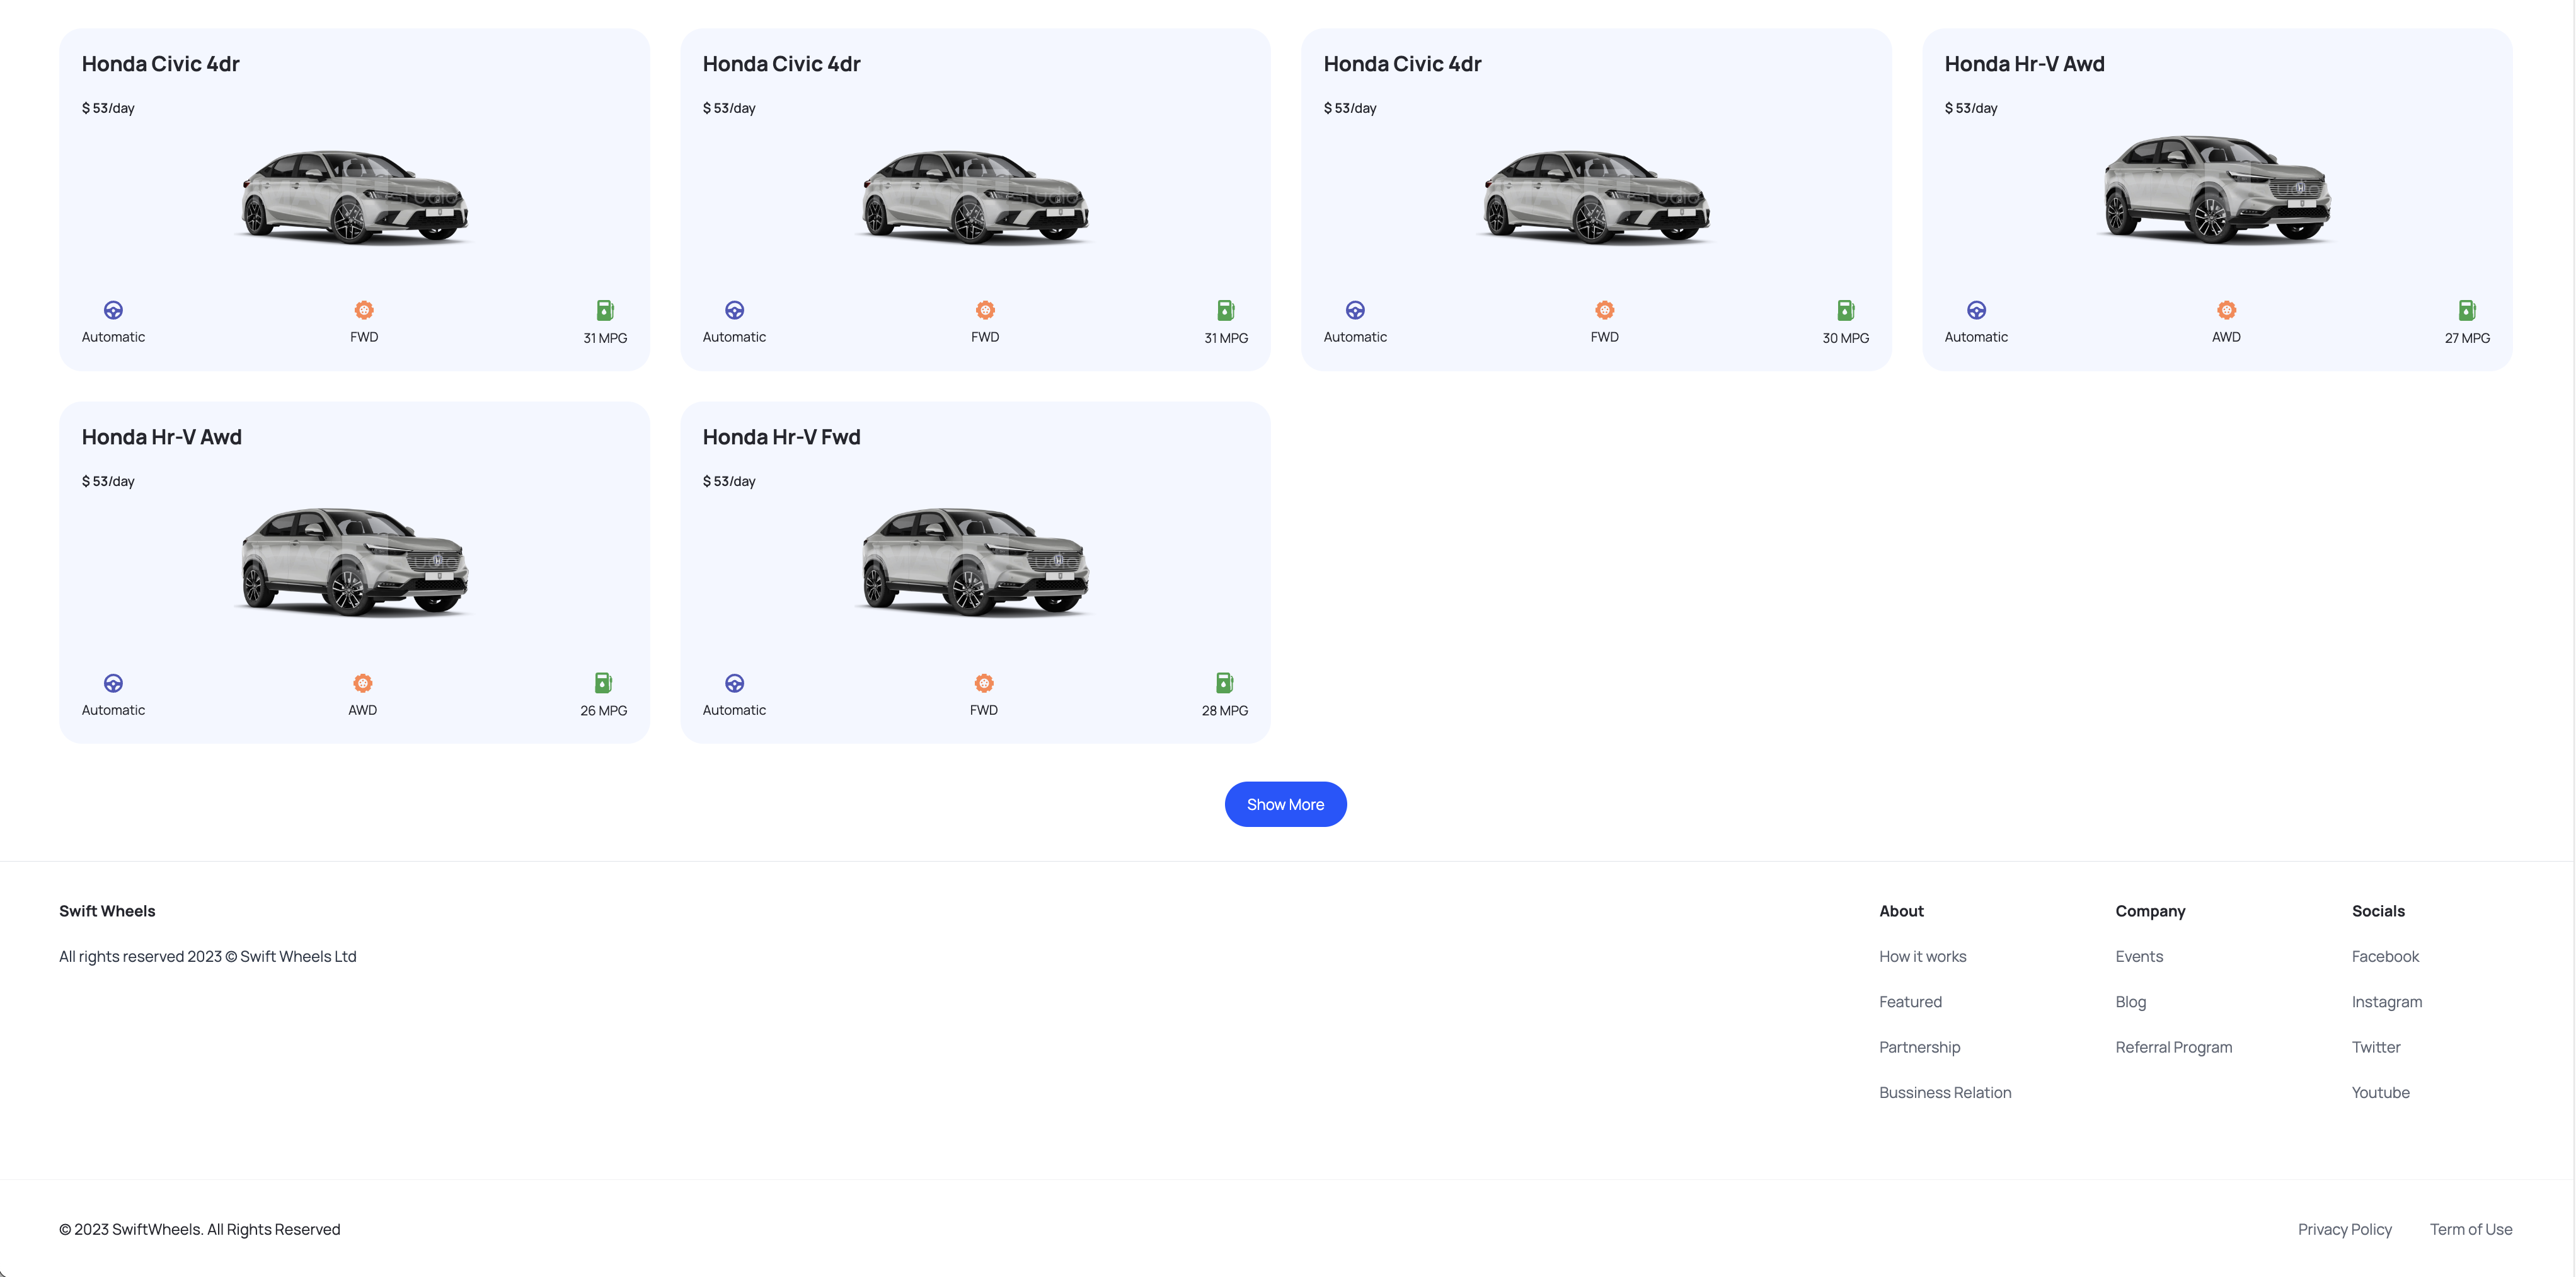 Honda Civic 4dr
$ 53/day
Automatic
FWD
31 MPG
Honda Civic 4dr
$ 53/day
Automatic
FWD
31 MPG
Honda Civic 4dr
$ 53/day
Automatic
FWD
30 MPG
Honda Hr-V Awd
$ 53/day
Automatic
AWD
27 MPG
Honda Hr-V Awd
$ 53/day
Automatic
AWD
26 MPG
Honda Hr-V Fwd
$ 53/day
Automatic
FWD
28 MPG
Show More
Swift Wheels
All rights reserved 2023 © Swift Wheels Ltd
About
How it works
Featured
Partnership
Bussiness Relation
Company
Events
Blog
Referral Program
Socials
Facebook
Instagram
Twitter
Youtube
© 2023 SwiftWheels. All Rights Reserved
Privacy Policy
Term of Use